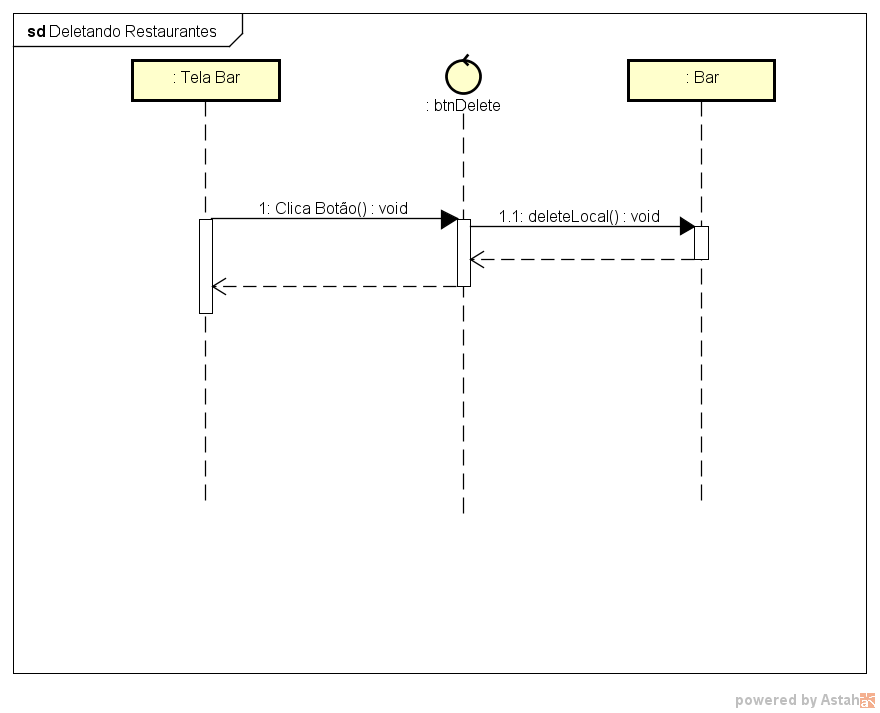 sd Deletando Restaurantes
: Tela Bar
: btnDelete
: Bar
1: Clica Botão() : void
1.1: deleteLocal() : void
powered by Astah